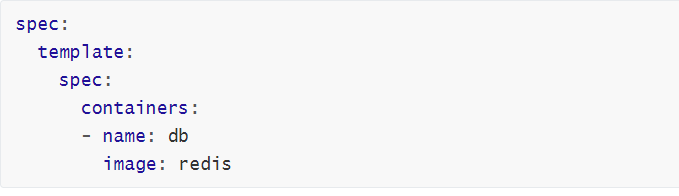 spec:
  template:
    spec:
      containers:
      - name: db
        image: redis